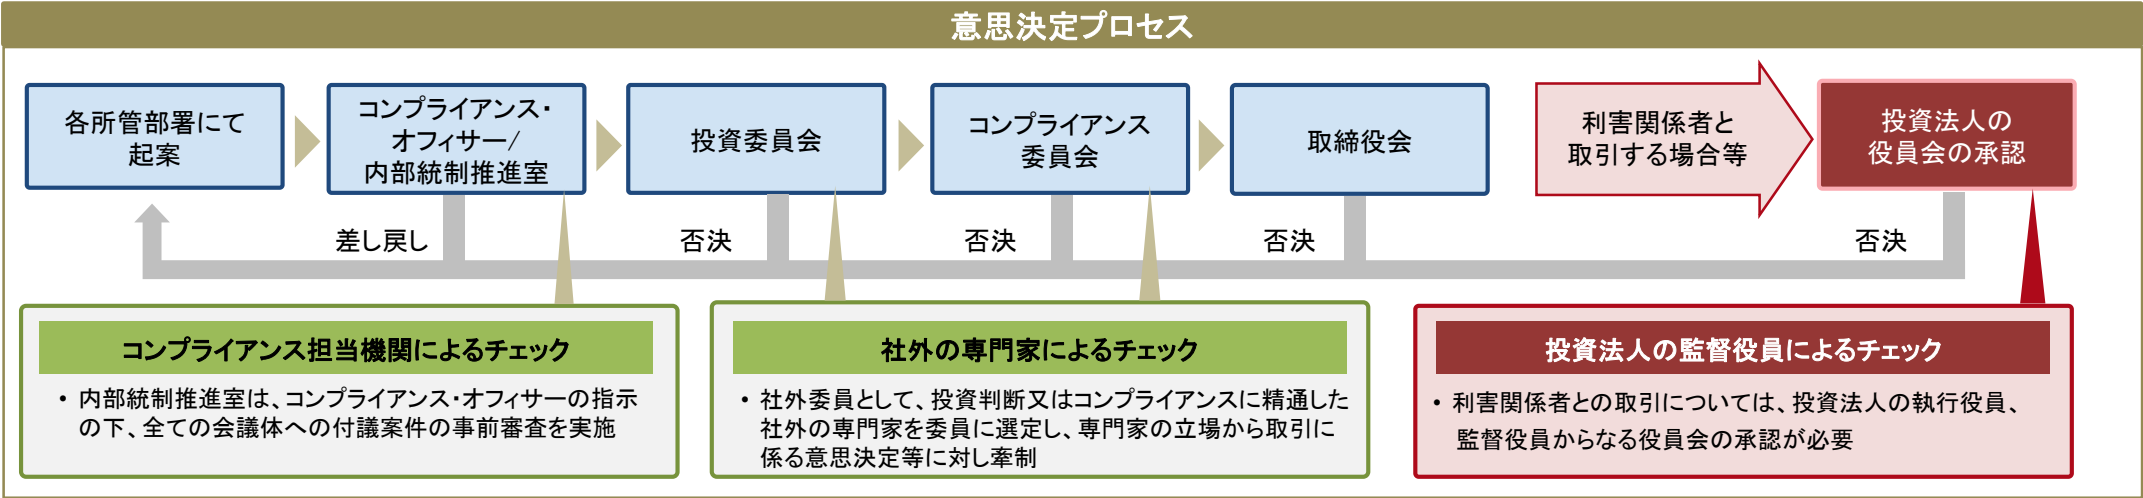 意思決定プロセス
各所管部署にて
起案
コンプライアンス・
オフィサー/
内部統制推進室
投資委員会
コンプライアンス
委員会
取締役会
利害関係者と
取引する場合等
投資法人の
役員会の承認
差し戻し
否決
否決
否決
否決
コンプライアンス担当機関によるチェック
・内部統制推進室は、コンプライアンス・オフィサーの指示
の下、全ての会議体への付議案件の事前審査を実施
社外の専門家によるチェック
・社外委員として、投資判断又はコンプライアンスに精通した
社外の専門家を委員に選定し、専門家の立場から取引に
係る意思決定等に対し牽制
投資法人の監督役員によるチェック
・利害関係者との取引については、投資法人の執行役員、
監督役員からなる役員会の承認が必要